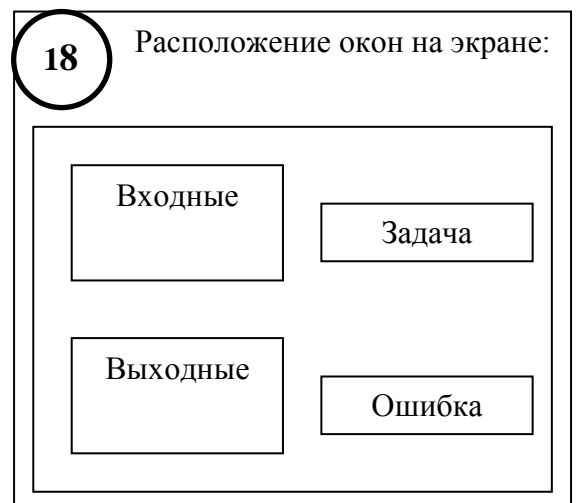 18
Расположение окон на экране:
Входные
Задача
Выходные
Ошибка